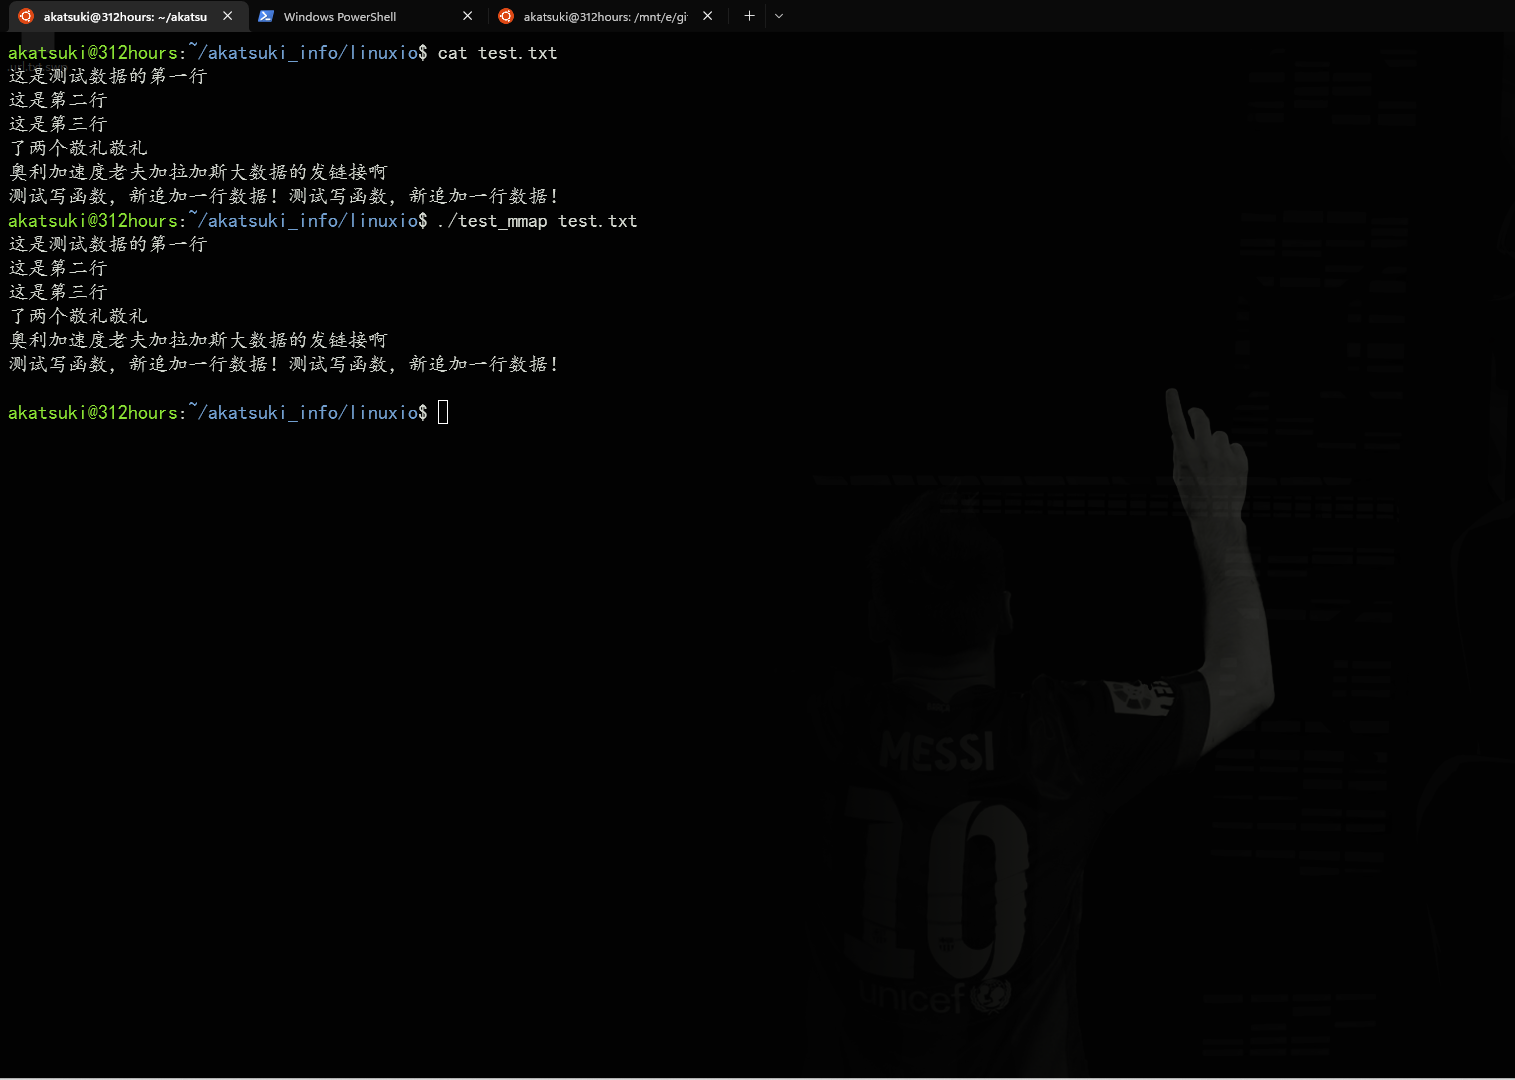 akatsuki@312hours: ~/akatsu
Windows PowerShell
akatsuki@312hours: /mnt/e/gi
akatsuki@312hours:~/akatsuki_info/linuxio$ cat test.txt
这是测试数据的第一行
这是第二行
这是第三行
了两个敬礼敬礼
奥利加速度老夫加拉加斯大数据的发链接啊
测试写函数，新追加一行数据！测试写函数，新追加一行数据！
akatsuki@312hours:~/akatsuki_info/linuxio$ ./test_mmap test.txt
这是测试数据的第一行
这是第二行
这是第三行
了两个敬礼敬礼
奥利加速度老夫加拉加斯大数据的发链接啊
测试写函数，新追加一行数据！测试写函数，新追加一行数据！
akatsuki@312hours:~/akatsuki_info/linuxio$
MESSI
10
unicef